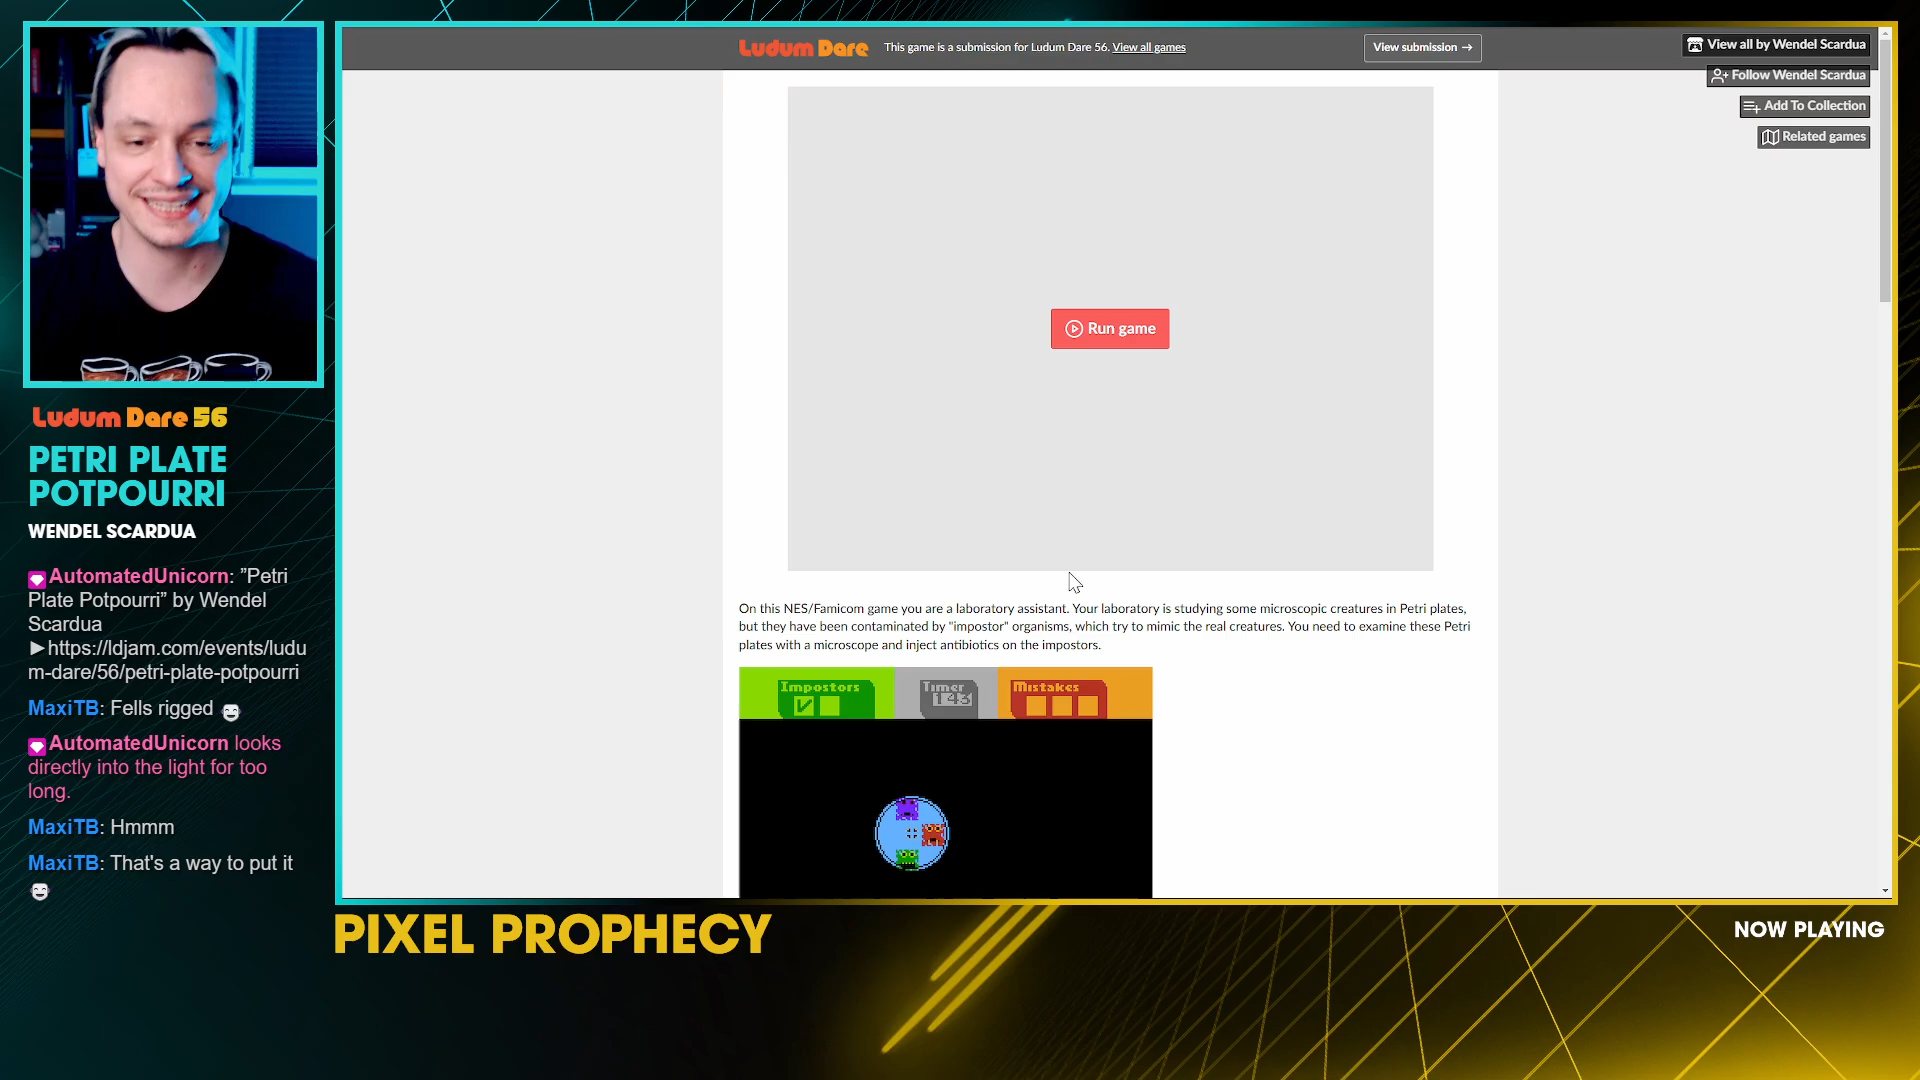 Ludum Dare
This game is a submission for Ludum Dare 56. View all games
View submission →
View all by Wendel Scardua
Follow Wendel Scardua
Add To Collection
Related games
Run game
On this NES/Famicom game you are a laboratory assistant. Your laboratory is studying some microscopic creatures in Petri plates,
but they have been contaminated by "impostor" organisms, which try to mimic the real creatures. You need to examine these Petri
plates with a microscope and inject antibiotics on the impostors.
Impostors
Timer
143
Mistakes
Ludum Dare 56
PETRI PLATE
POTPOURRI
WENDEL SCARDUA
AutomatedUnicorn: ”Petri
Plate Potpourri” by Wendel
Scardua
►https://ldjam.com/events/ludu
m-dare/56/petri-plate-potpourri
MaxiTB: Fells rigged
AutomatedUnicorn looks
directly into the light for too
long.
MaxiTB: Hmmm
MaxiTB: That's a way to put it
PIXEL PROPHECY
NOW PLAYING